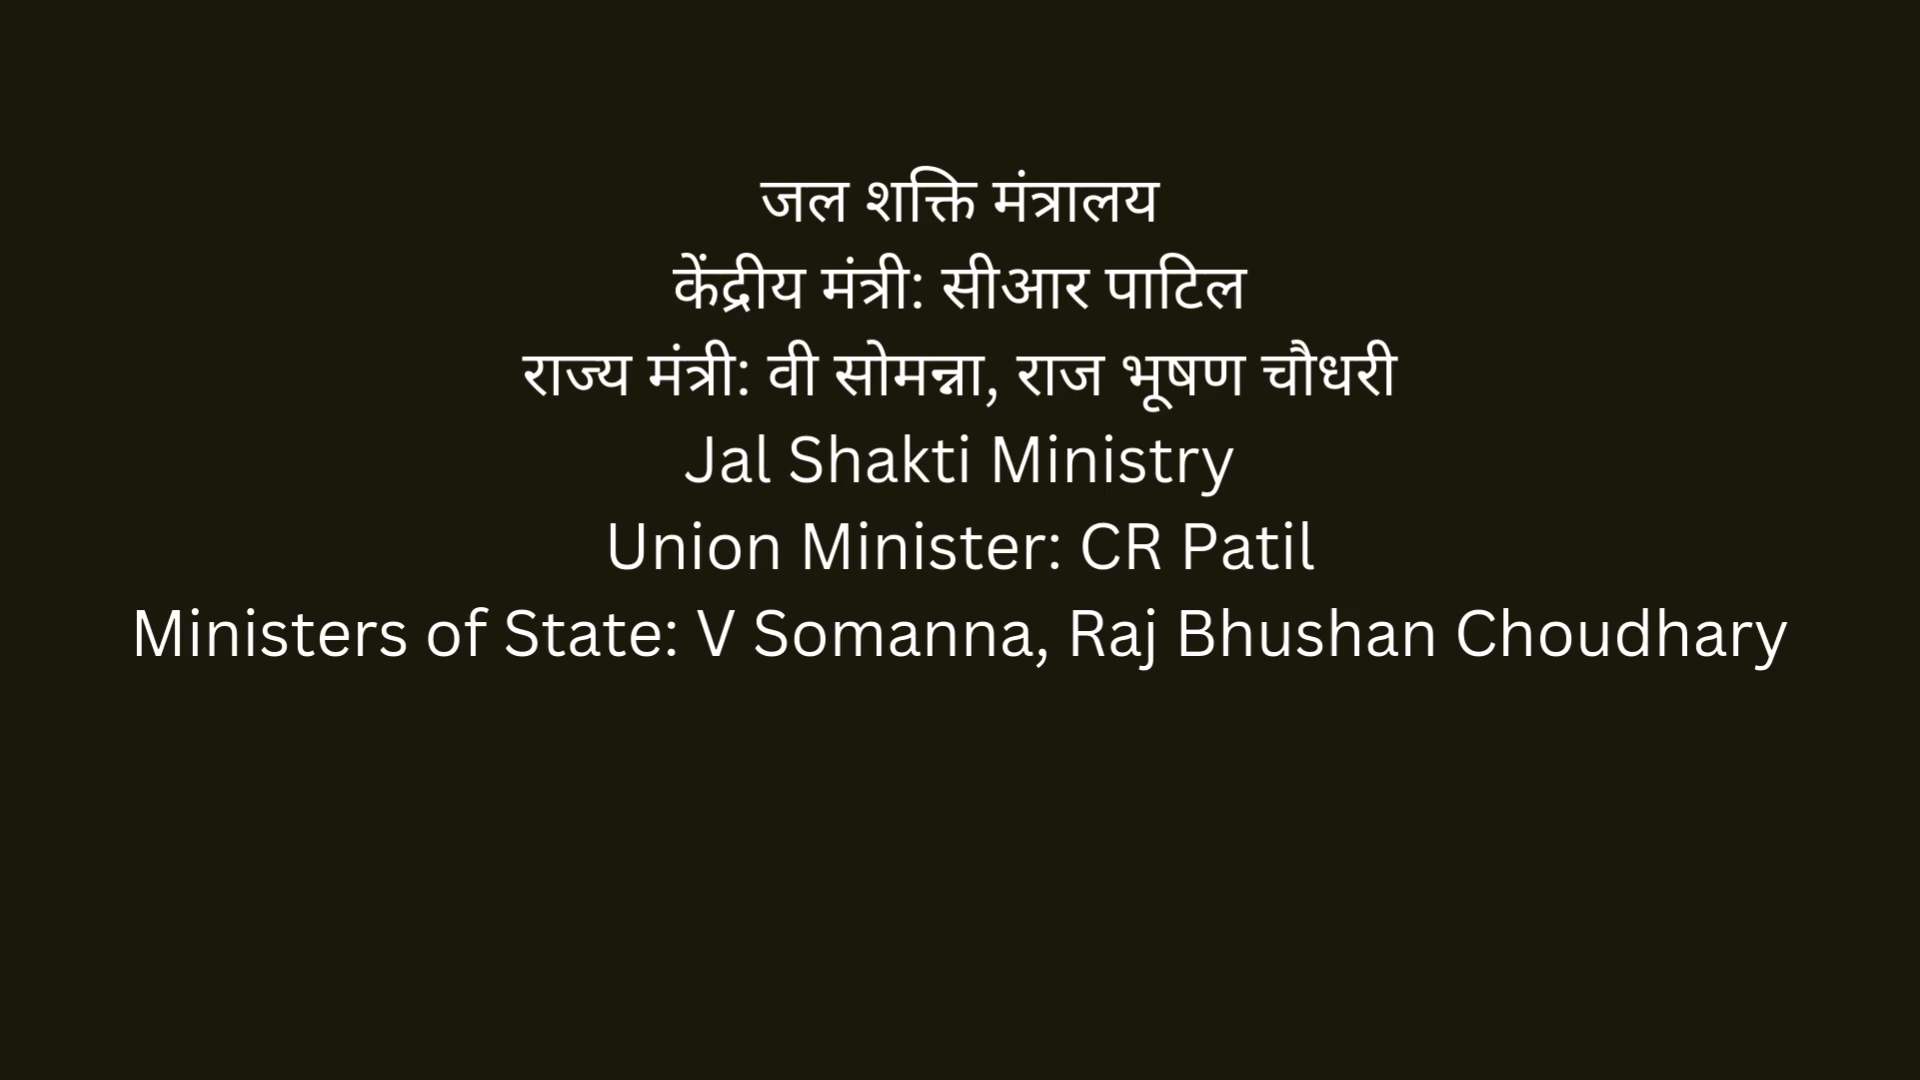 जल शक्ति मंत्रालय
केंद्रीय मंत्री: सीआर पाटिल
राज्य मंत्री: वी सोमन्ना, राज भूषण चौधरी
Jal Shakti Ministry
Union Minister: CR Patil
Ministers of State: V Somanna, Raj Bhushan Choudhary